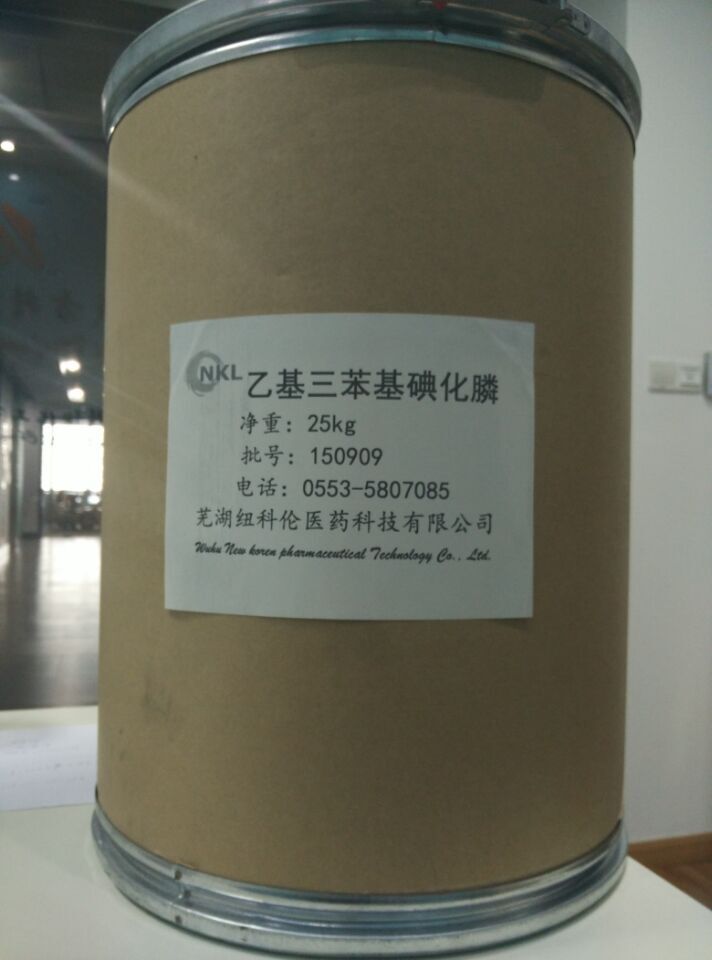 NKL 乙基三苯基碘化膦
净重：25kg
批号：150909
电话：0553-5807085
芜湖纽科伦医药科技有限公司
Wuhu New koren pharmaceutical Technology Co., Ltd.